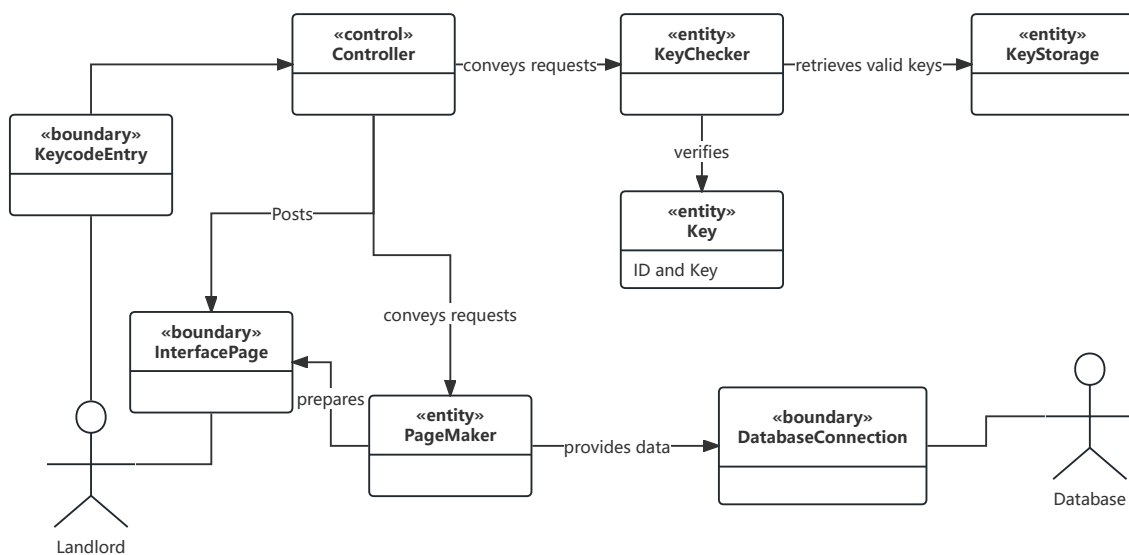 «control»
Controller
conveys requests
«entity»
KeyChecker
retrieves valid keys
«entity»
KeyStorage
«boundary»
KeycodeEntry
verifies
«entity»
Key
ID and Key
Posts
conveys requests
«boundary»
InterfacePage
prepares
«entity»
PageMaker
provides data
«boundary»
DatabaseConnection
Database
Landlord